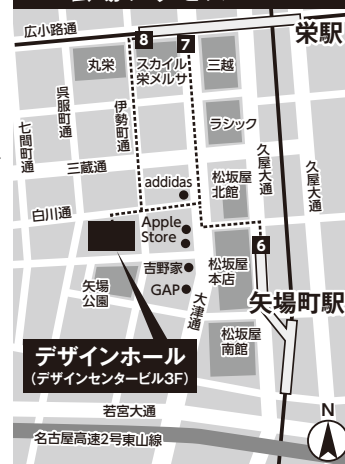 広小路通
栄駅
8
7
丸栄
スカイル
栄メルサ
三越
呉服町通
伊勢町通
七間町通
ラシック
久屋大通
久屋大通
三蔵通
addidas
松坂屋
北館
白川通
Apple
Store
6
吉野家
松坂屋
本店
矢場
公園
GAP
大津通
矢場町駅
デザインホール
(デザインセンタービル3F)
松坂屋
南館
若宮大通
N
名古屋高速2号東山線